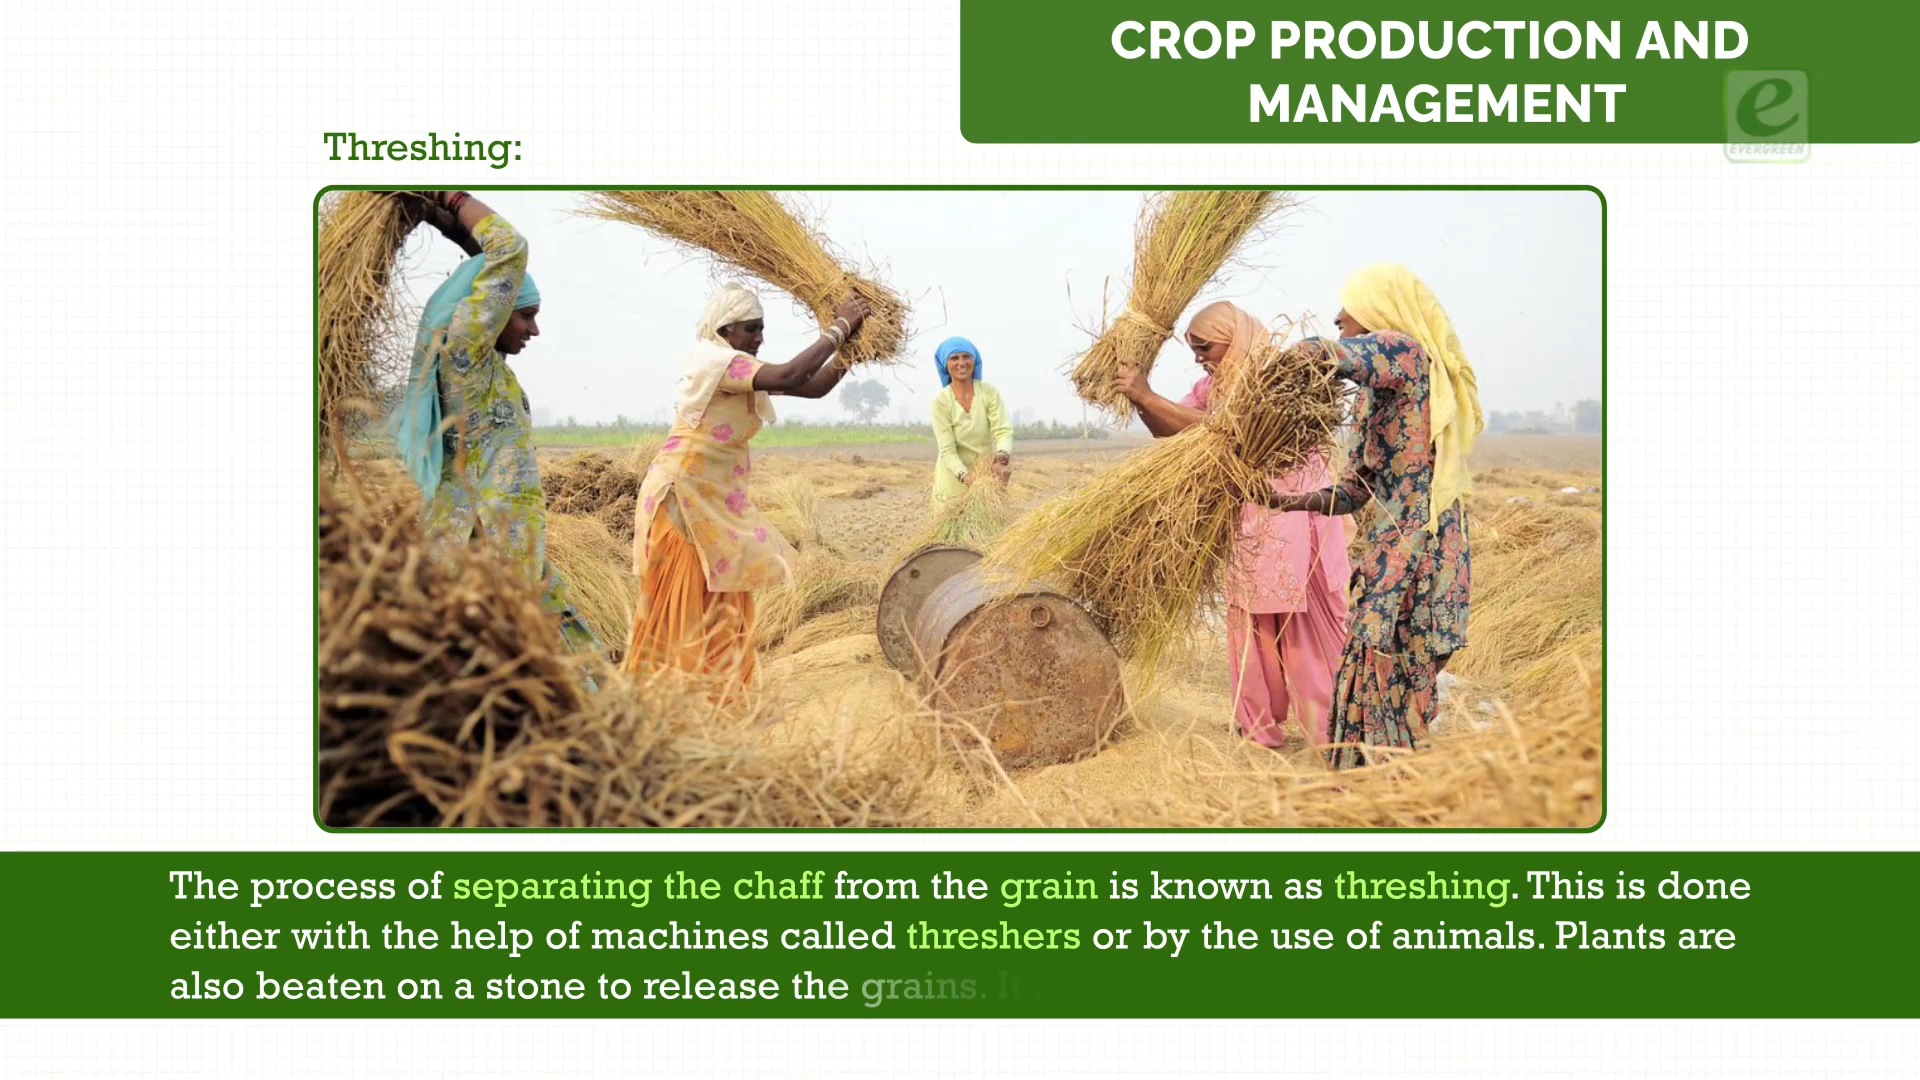 CROP PRODUCTION AND
MANAGEMENT
e
EVERGREEN
Threshing:
The process of separating the chaff from the grain is known as threshing. This is done
either with the help of machines called threshers or by the use of animals. Plants are
also beaten on a stone to release the grains. It